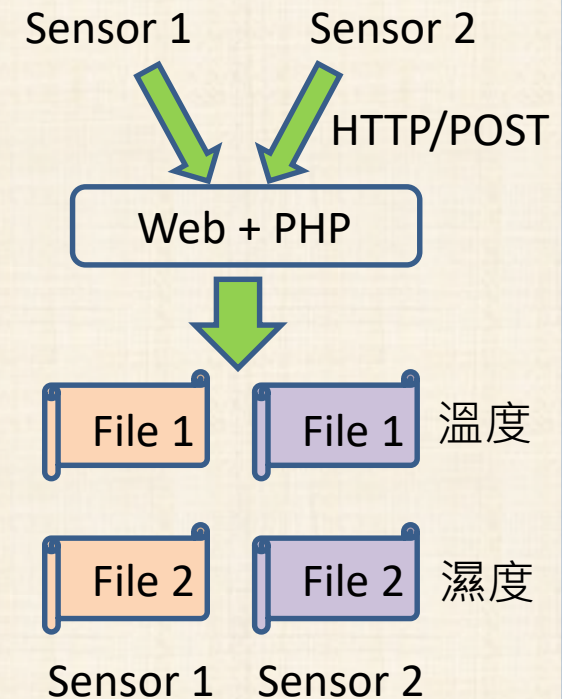 Sensor 1 Sensor 2
HTTP/POST
Web + PHP
File 1 File 1 溫度
File 2 File 2 濕度
Sensor 1 Sensor 2